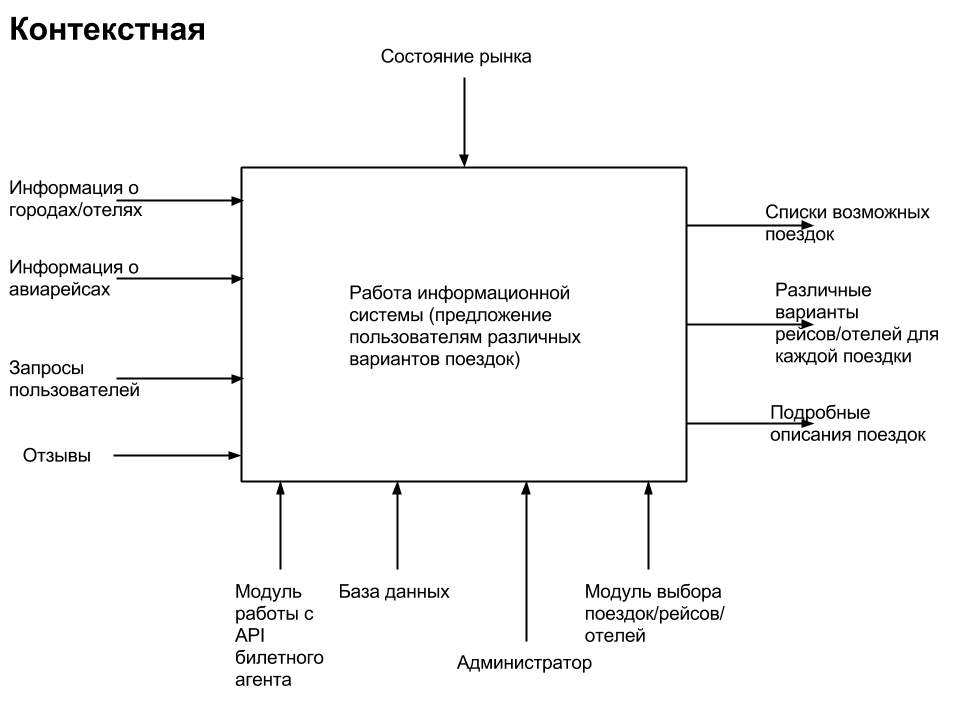 Контекстная
Состояние рынка
Информация о
городах/отелях
Информация о
авиарейсах
Запросы
пользователей
Отзывы
Работа информационной
системы (предложение
пользователям различных
вариантов поездок)
Списки возможных
поездок
Различные
варианты
рейсов/отелей для
каждой поездки
Подробные
описания поездок
Модуль
работы с
API
билетного
агента
База данных
Администратор
Модуль выбора
поездок/рейсов/
отелей